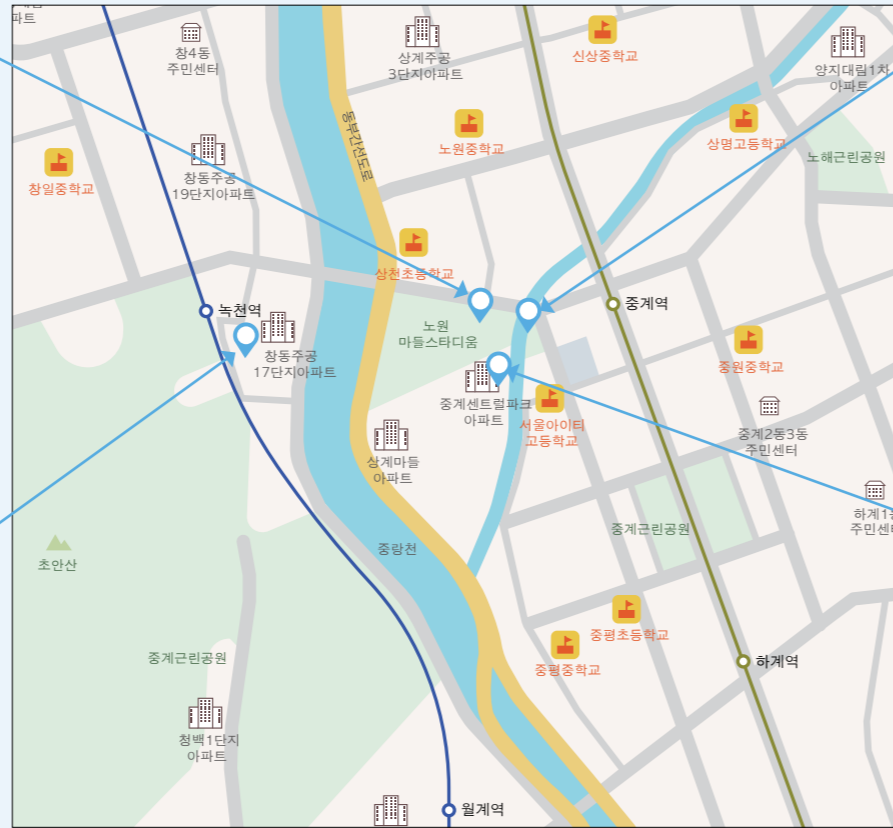 아파트
창4동
주민센터
상계주공
3단지아파트
신상중학교
양지대림1차
아파트
동부간선도로
노원중학교
상명고등학교
노해근린공원
창일중학교
창동주공
19단지아파트
상천초등학교
녹천역
중계역
노원
마들스타디움
창동주공
17단지아파트
중원중학교
중계센트럴파크
아파트
서울아이티
고등학교
중계2동3동
주민센터
상계마들
아파트
하계1동
주민센터
중계근린공원
중랑천
초안산
중평초등학교
중계근린공원
중평중학교
하계역
청백1단지
아파트
월계역